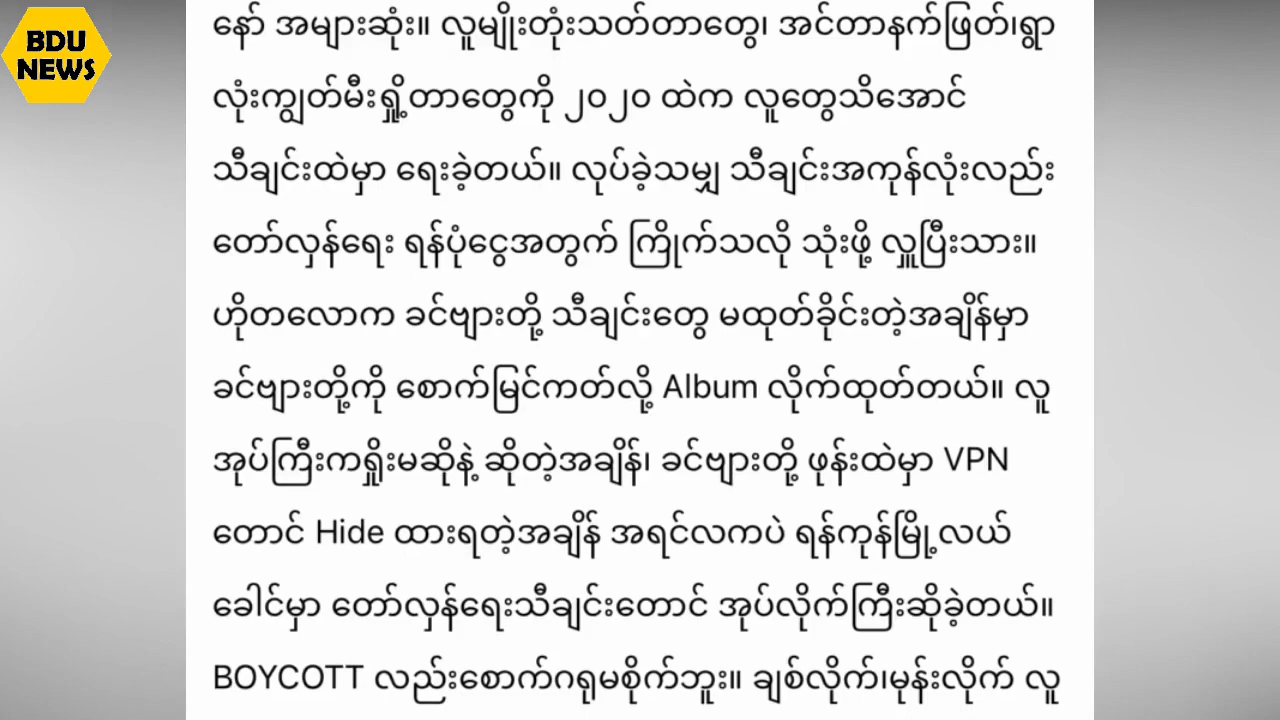 BDU
NEWS
နော် အများဆုံး။ လူမျိုးတုံးသတ်တာတွေ၊ အင်တာနက်ဖြတ်၊ရွာ
လုံးကျွတ်မီးရှို့တာတွေကို ၂၀၂၀ ထဲက လူတွေသိအောင်
သီချင်းထဲမှာ ရေးခဲ့တယ်။ လုပ်ခဲ့သမျှ သီချင်းအကုန်လုံးလည်း
တော်လှန်ရေး ရန်ပုံငွေအတွက် ကြိုက်သလို သုံးဖို့ လှူပြီးသား။
ဟိုတလောက ခင်ဗျားတို့ သီချင်းတွေ မထုတ်ခိုင်းတဲ့အချိန်မှာ
ခင်ဗျားတို့ကို စောက်မြင်ကတ်လို့ Album လိုက်ထုတ်တယ်။ လူ
အုပ်ကြီးကရှိုးမဆိုနဲ့ ဆိုတဲ့အချိန်၊ ခင်ဗျားတို့ ဖုန်းထဲမှာ VPN
တောင် Hide ထားရတဲ့အချိန် အရင်လကပဲ ရန်ကုန်မြို့လယ်
ခေါင်မှာ တော်လှန်ရေးသီချင်းတောင် အုပ်လိုက်ကြီးဆိုခဲ့တယ်။
BOYCOTT လည်းစောက်ဂရုမစိုက်ဘူး။ ချစ်လိုက်၊မုန်းလိုက် လူ